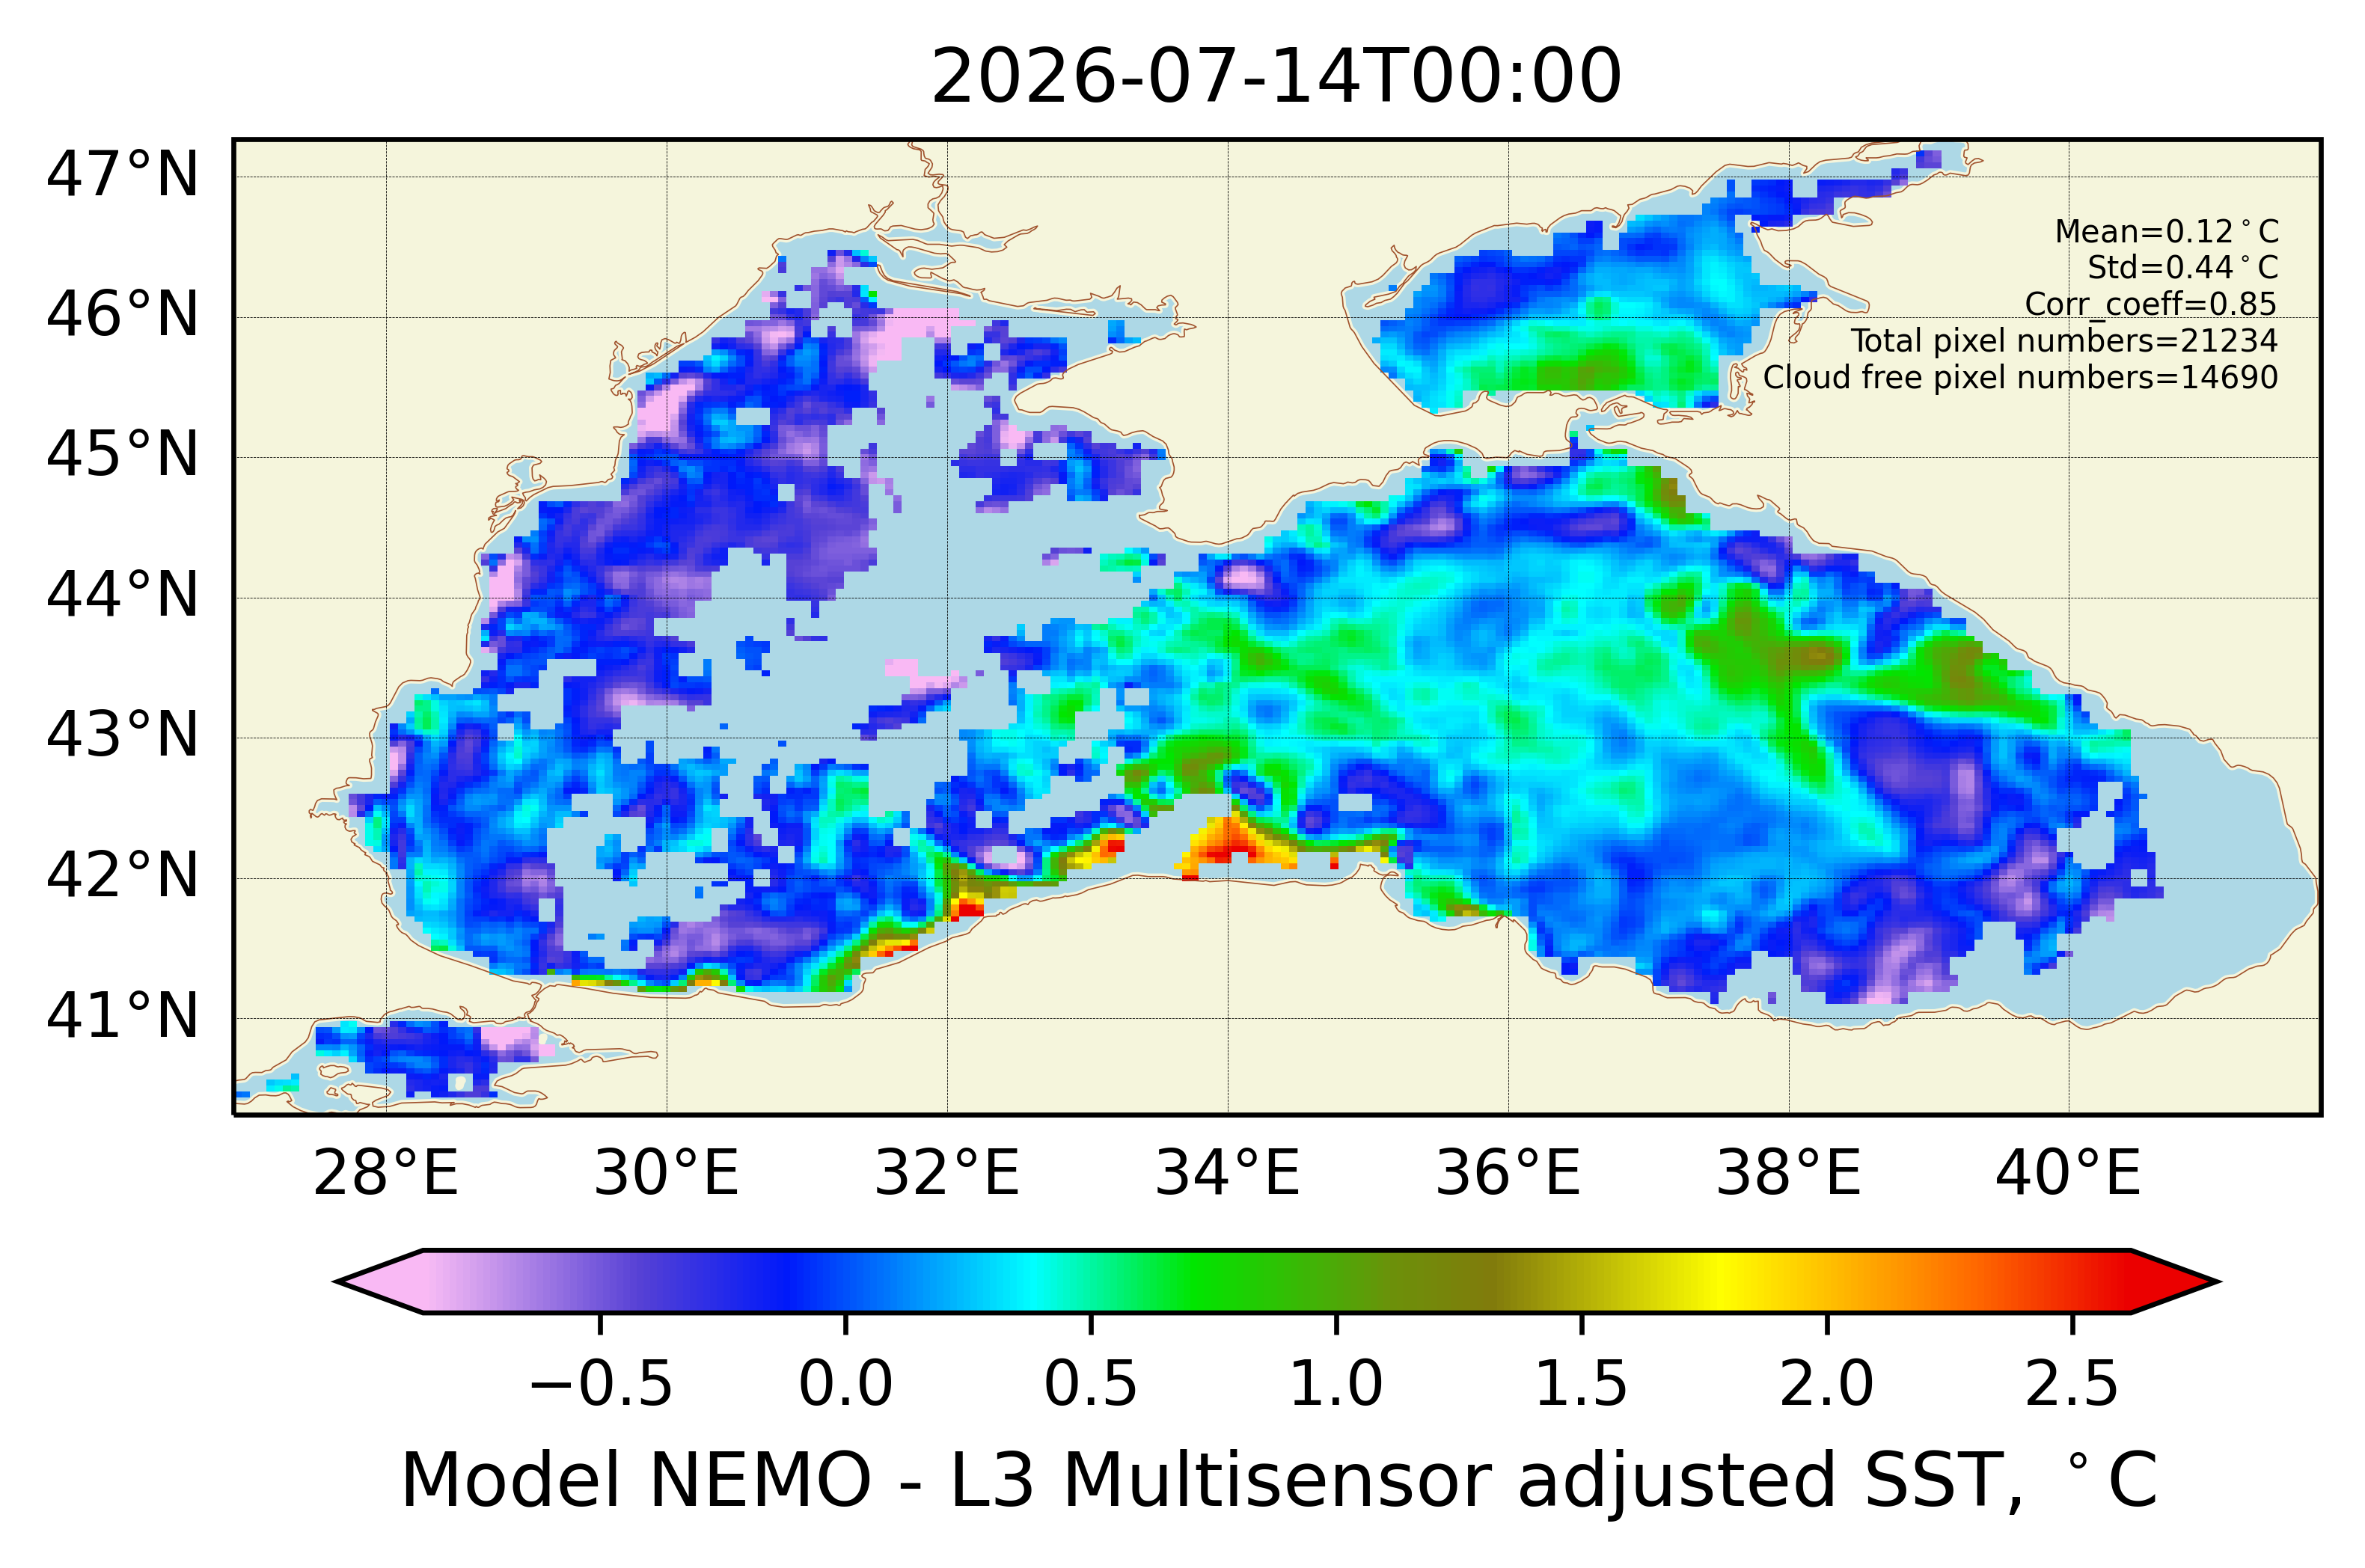 2026-07-14T00:00
47°N
46°N
45°N
44°N
43°N
42°N
41°N
Mean=0.12°C
Std=0.44°C
Corr_coeff=0.85
Total pixel numbers=21234
Cloud free pixel numbers=14690
28°E 30°E 32°E 34°E 36°E 38°E 40°E
−0.5 0.0 0.5 1.0 1.5 2.0 2.5
Model NEMO - L3 Multisensor adjusted SST, °C